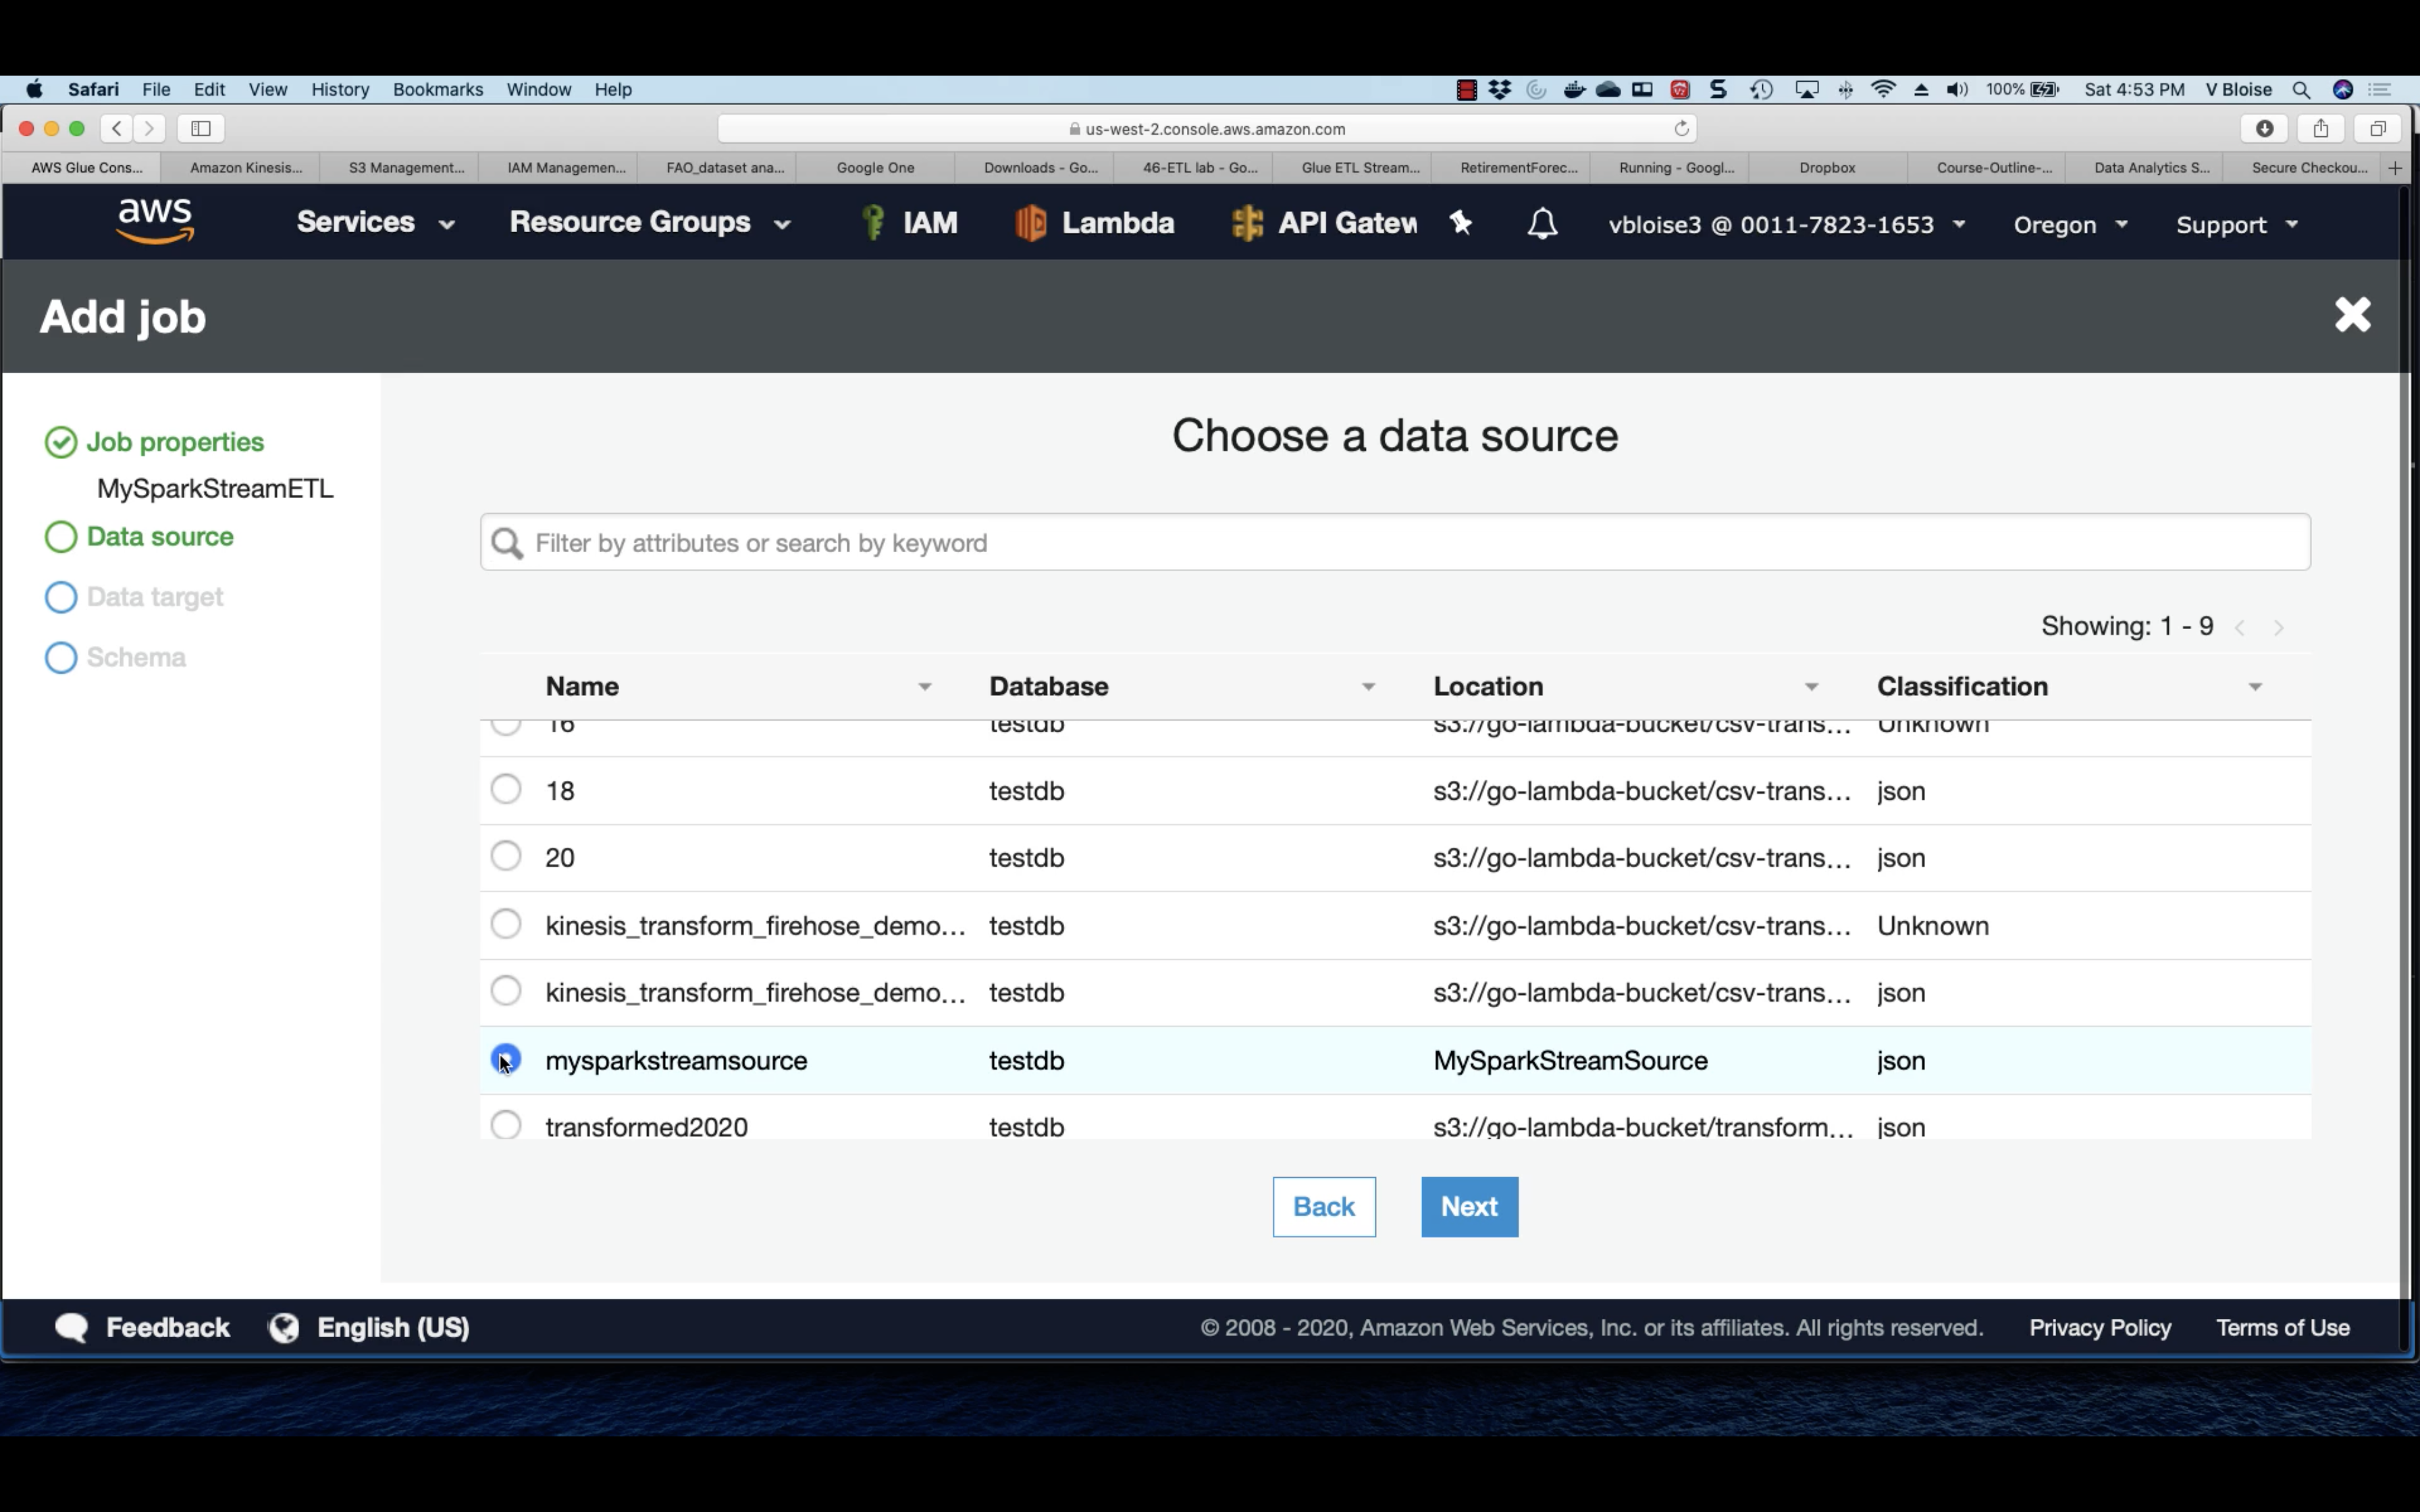 Safari File Edit View History Bookmarks Window Help 100% Sat 4:53 PM V Bloise
us-west-2.console.aws.amazon.com
AWS Glue Cons... Amazon Kinesis... S3 Management... IAM Managemen... FAO_dataset ana... Google One Downloads - Go... 46-ETL lab - Go... Glue ETL Stream... RetirementForec... Running - Googl... Dropbox Course-Outline-... Data Analytics S... Secure Checkou...
aws Services Resource Groups IAM Lambda API Gatew vbloise3 @ 0011-7823-1653 Oregon Support
Add job
Job properties
MySparkStreamETL
Data source
Data target
Schema
Choose a data source
Filter by attributes or search by keyword
Showing: 1 - 9
Name Database Location Classification
16 testdb s3://go-lambda-bucket/csv-trans... Unknown
18 testdb s3://go-lambda-bucket/csv-trans... json
20 testdb s3://go-lambda-bucket/csv-trans... json
kinesis_transform_firehose_demo... testdb s3://go-lambda-bucket/csv-trans... Unknown
kinesis_transform_firehose_demo... testdb s3://go-lambda-bucket/csv-trans... json
mysparkstreamsource testdb MySparkStreamSource json
transformed2020 testdb s3://go-lambda-bucket/transform... json
Back Next
Feedback English (US) © 2008 - 2020, Amazon Web Services, Inc. or its affiliates. All rights reserved. Privacy Policy Terms of Use